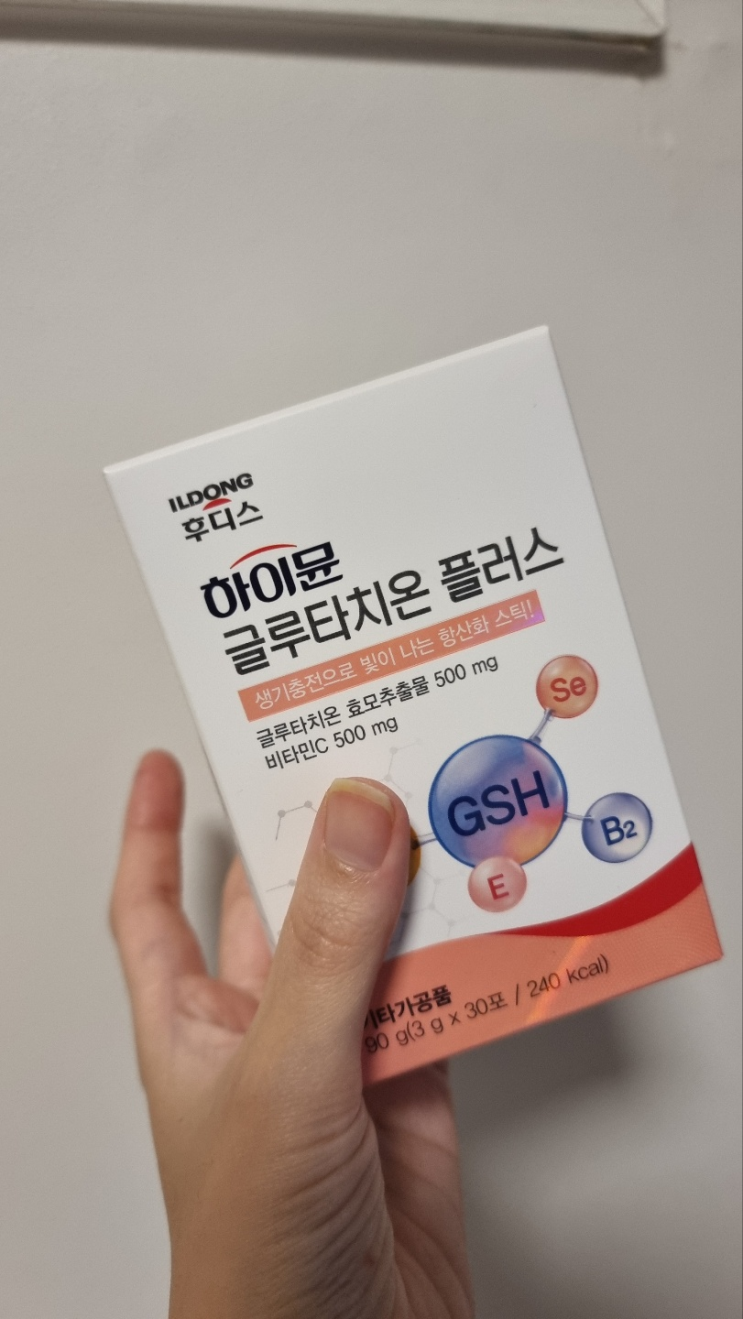 ILDONG
후디스
하이뮨
글루타치온 플러스
생기충전으로 빛이 나는 항산화 스틱!
글루타치온 효모추출물 500 mg
비타민C 500 mg
Se
GSH
B2
E
기타가공품
90 g(3 g x 30포 / 240 kcal)